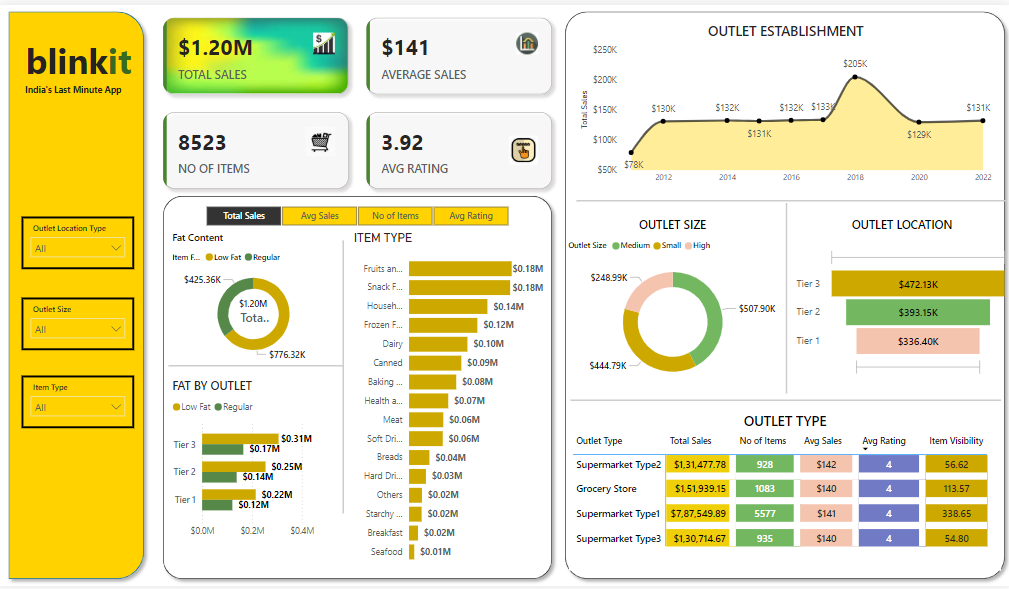 blinkit
India's Last Minute App
Outlet Location Type
All
Outlet Size
All
Item Type
All
$1.20M
TOTAL SALES
$141
AVERAGE SALES
8523
NO OF ITEMS
3.92
AVG RATING
Total Sales Avg Sales No of Items Avg Rating
Fat Content
Item F... Low Fat Regular
$425.36K
$1.20M
Tota..
$776.32K
FAT BY OUTLET
Low Fat Regular
Tier 3 $0.31M
$0.17M
Tier 2 $0.25M
$0.14M
Tier 1 $0.22M
$0.12M
$0.0M $0.2M $0.4M
ITEM TYPE
Fruits an... $0.18M
Snack F... $0.18M
Househ... $0.14M
Frozen F... $0.12M
Dairy $0.10M
Canned $0.09M
Baking ... $0.08M
Health a... $0.07M
Meat $0.06M
Soft Dri... $0.06M
Breads $0.04M
Hard Dri... $0.03M
Others $0.02M
Starchy ... $0.02M
Breakfast $0.02M
Seafood $0.01M
OUTLET ESTABLISHMENT
Total Sales
$250K
$200K
$150K
$100K
$50K
$78K $130K $132K $131K $132K $133K $205K $129K $131K
2012 2014 2016 2018 2020 2022
OUTLET SIZE
Outlet Size Medium Small High
$248.99K
$507.90K
$444.79K
OUTLET LOCATION
Tier 3 $472.13K
Tier 2 $393.15K
Tier 1 $336.40K
OUTLET TYPE
Outlet Type Total Sales No of Items Avg Sales Avg Rating Item Visibility
Supermarket Type2 $1,31,477.78 928 $142 4 56.62
Grocery Store $1,51,939.15 1083 $140 4 113.57
Supermarket Type1 $7,87,549.89 5577 $141 4 338.65
Supermarket Type3 $1,30,714.67 935 $140 4 54.80